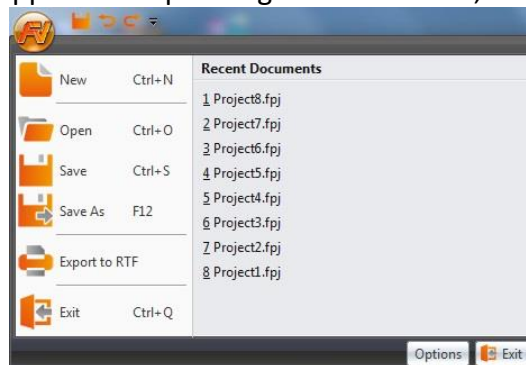 New Ctrl+N
Open Ctrl+O
Save Ctrl+S
Save As F12
Export to RTF
Exit Ctrl+Q
Recent Documents
1 Project8.fpj
2 Project7.fpj
3 Project6.fpj
4 Project5.fpj
5 Project4.fpj
6 Project3.fpj
7 Project2.fpj
8 Project1.fpj
Options Exit